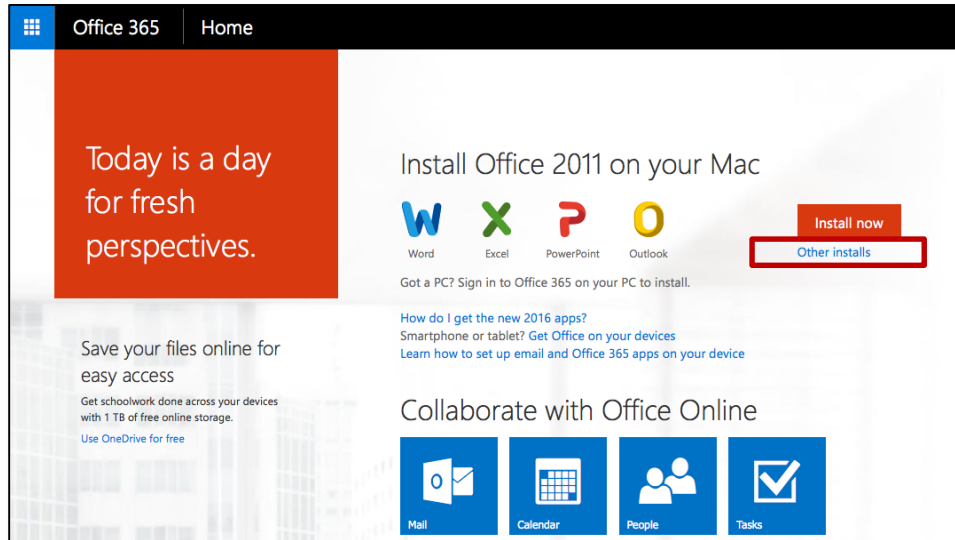 Office 365
Home
Today is a day
for fresh
perspectives.
Install Office 2011 on your Mac
Word
Excel
PowerPoint
Outlook
Install now
Other installs
Got a PC? Sign in to Office 365 on your PC to install.
How do I get the new 2016 apps?
Smartphone or tablet? Get Office on your devices
Learn how to set up email and Office 365 apps on your device
Save your files online for
easy access
Get schoolwork done across your devices
with 1 TB of free online storage.
Use OneDrive for free
Collaborate with Office Online
Mail
Calendar
People
Tasks